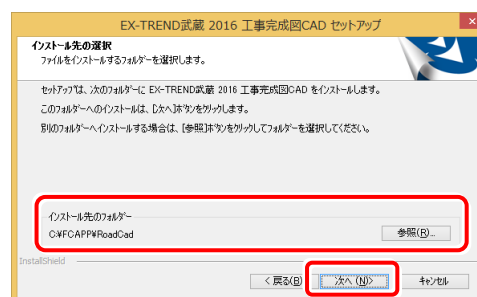 EX-TREND武蔵 2016 工事完成図CAD セットアップ
インストール先の選択
ファイルをインストールするフォルダーを選択します。
セットアップは、次のフォルダーに EX-TREND武蔵 2016 工事完成図CAD をインストールします。
このフォルダーへのインストールは、[次へ]ボタンをクリックします。
別のフォルダーへインストールする場合は、[参照]ボタンをクリックしてフォルダーを選択してください。
インストール先のフォルダー
C:¥FCAPP¥RoadCad
参照(R)...
InstallShield
< 戻る(B)
次へ (N)>
キャンセル